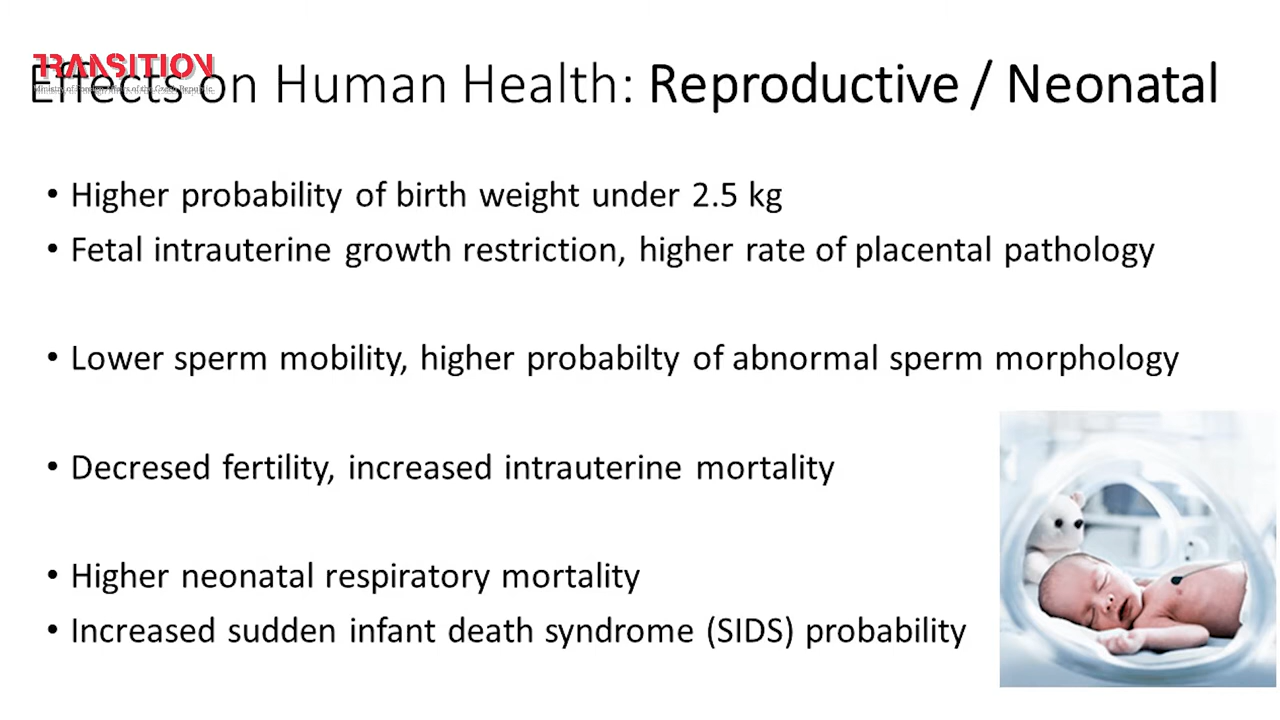 TRANSITION
Effects on Human Health: Reproductive / Neonatal
• Higher probability of birth weight under 2.5 kg
• Fetal intrauterine growth restriction, higher rate of placental pathology
• Lower sperm mobility, higher probabilty of abnormal sperm morphology
• Decresed fertility, increased intrauterine mortality
• Higher neonatal respiratory mortality
• Increased sudden infant death syndrome (SIDS) probability